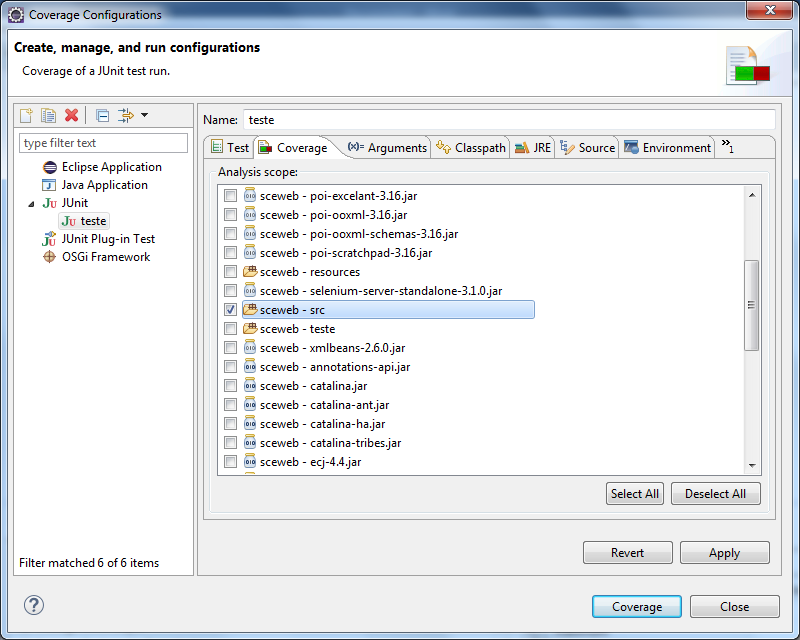 Coverage Configurations
Create, manage, and run configurations
Coverage of a JUnit test run.
type filter text
Eclipse Application
Java Application
JUnit
teste
JUnit Plug-in Test
OSGi Framework
Filter matched 6 of 6 items
Name: teste
Test Coverage Arguments Classpath JRE Source Environment »1
Analysis scope:
sceweb - poi-excelant-3.16.jar
sceweb - poi-ooxml-3.16.jar
sceweb - poi-ooxml-schemas-3.16.jar
sceweb - poi-scratchpad-3.16.jar
sceweb - resources
sceweb - selenium-server-standalone-3.1.0.jar
sceweb - src
sceweb - teste
sceweb - xmlbeans-2.6.0.jar
sceweb - annotations-api.jar
sceweb - catalina.jar
sceweb - catalina-ant.jar
sceweb - catalina-ha.jar
sceweb - catalina-tribes.jar
sceweb - ecj-4.4.jar
Select All Deselect All
Revert Apply
Coverage Close